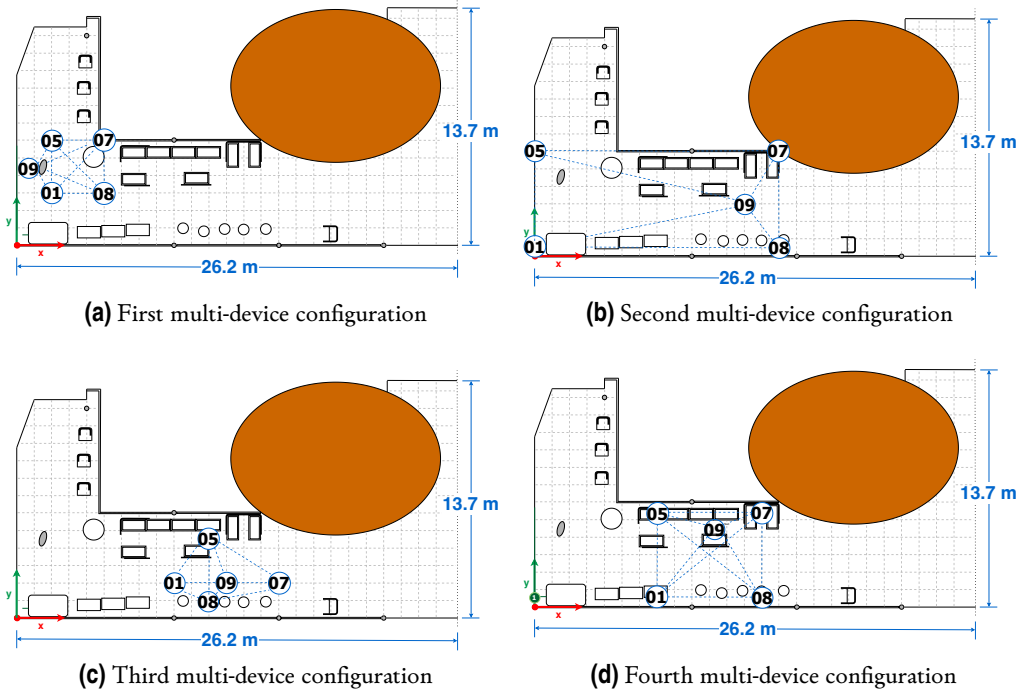 05
07
09
01
08
y
x
13.7 m
26.2 m
(a) First multi-device configuration
05
07
09
y
01
08
x
13.7 m
26.2 m
(b) Second multi-device configuration
05
01
09
07
08
y
x
13.7 m
26.2 m
(c) Third multi-device configuration
05
07
09
01
08
y
1
x
13.7 m
26.2 m
(d) Fourth multi-device configuration